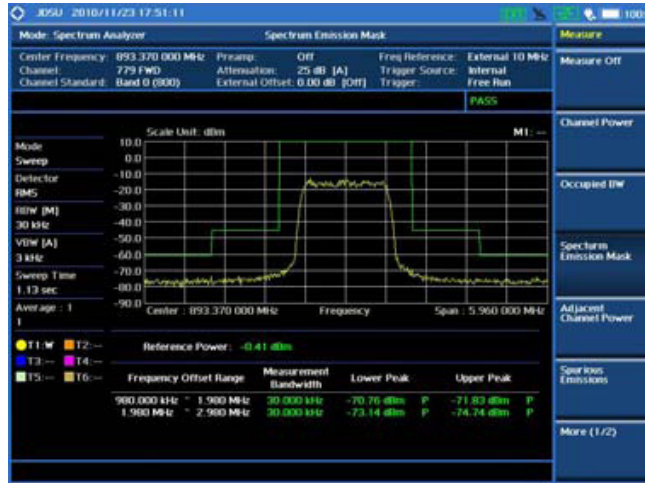 JDSU 2010/11/23 17:51:11
100
Mode: Spectrum Analyzer
Spectrum Emission Mask
Measure
Center Frequency: 893.370 000 MHz Preamp: Off Freq Reference: External 10 MHz
Channel: 779 FWD Attenuation: 25 dB [A] Trigger Source: Internal
Channel Standard: Band 0 (800) External Offset: 0.00 dB [Off] Trigger: Free Run
PASS
Measure Off
Channel Power
Occupied BW
Specturm
Emission Mask
Adjacent
Channel Power
Spurious
Emissions
More (1/2)
Scale Unit: dBm
M1: --
Mode
Sweep
Detector
RMS
RBW [M]
30 kHz
VBW [A]
3 kHz
Sweep Time
1.13 sec
Average : 1
1
10.0
0.0
-10.0
-20.0
-30.0
-40.0
-50.0
-60.0
-70.0
-80.0
-90.0
Center : 893.370 000 MHz Frequency Span : 5.960 000 MHz
T1:W T2:--
T3:-- T4:--
T5:-- T6:--
Reference Power: -0.41 dBm
Frequency Offset Range Measurement Bandwidth Lower Peak Upper Peak
980.000 kHz ~ 1.980 MHz 30.000 kHz -70.76 dBm P -71.83 dBm P
1.980 MHz ~ 2.980 MHz 30.000 kHz -73.14 dBm P -74.74 dBm P